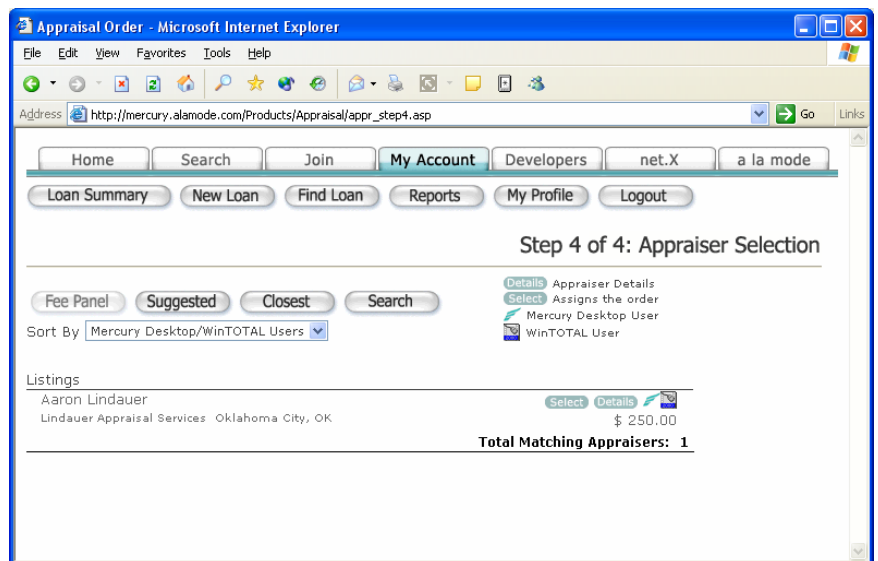 Appraisal Order - Microsoft Internet Explorer
File Edit View Favorites Tools Help
Address http://mercury.alamode.com/Products/Appraisal/appr_step4.asp Go Links
Home Search Join My Account Developers net.X a la mode
Loan Summary New Loan Find Loan Reports My Profile Logout
Step 4 of 4: Appraiser Selection
Details Appraiser Details
Fee Panel Suggested Closest Search
Select Assigns the order
Mercury Desktop User
Sort By Mercury Desktop/WinTOTAL Users
WinTOTAL User
Listings
Aaron Lindauer Select Details
Lindauer Appraisal Services Oklahoma City, OK $ 250.00
Total Matching Appraisers: 1